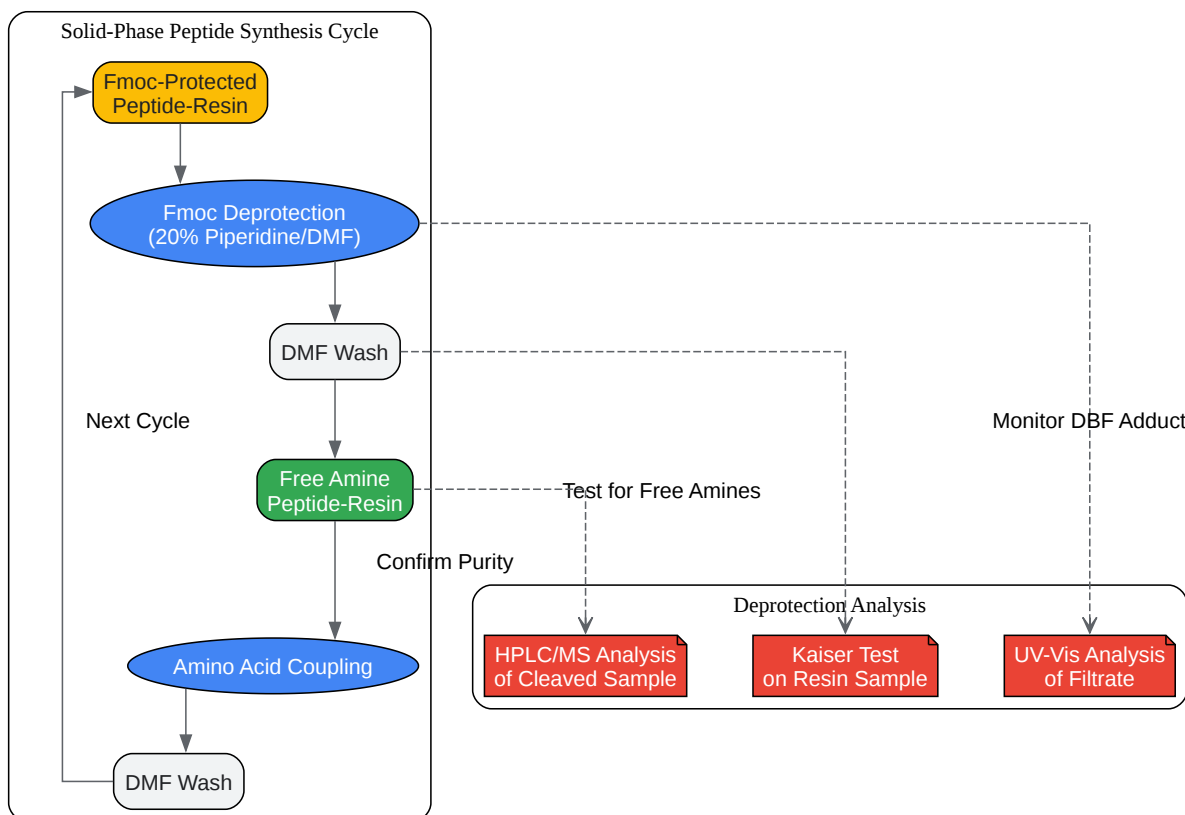 Solid-Phase Peptide Synthesis Cycle
Fmoc-Protected
Peptide-Resin
Fmoc Deprotection
(20% Piperidine/DMF)
DMF Wash
Next Cycle
Monitor DBF Adduct
Free Amine
Peptide-Resin
Test for Free Amines
Confirm Purity
Deprotection Analysis
HPLC/MS Analysis
of Cleaved Sample
Kaiser Test
on Resin Sample
UV-Vis Analysis
of Filtrate
Amino Acid Coupling
DMF Wash